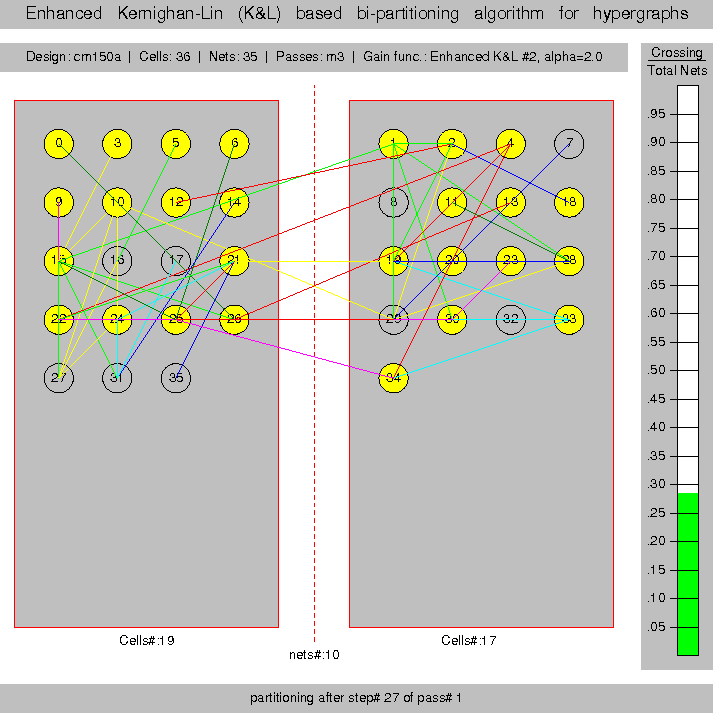 Enhanced Kernighan-Lin (K&L) based bi-partitioning algorithm for hypergraphs
Design: cm150a | Cells: 36 | Nets: 35 | Passes: m3 | Gain func.: Enhanced K&L #2, alpha=2.0
Crossing
Total Nets
0 3 5 6 1 2 4 7
9 10 12 14 8 11 13 18
15 16 17 21 19 20 23 28
22 24 25 26 29 30 32 33
27 31 35 34
.95
.90
.85
.80
.75
.70
.65
.60
.55
.50
.45
.40
.35
.30
.25
.20
.15
.10
.05
Cells#:19
Cells#:17
nets#:10
partitioning after step# 27 of pass# 1